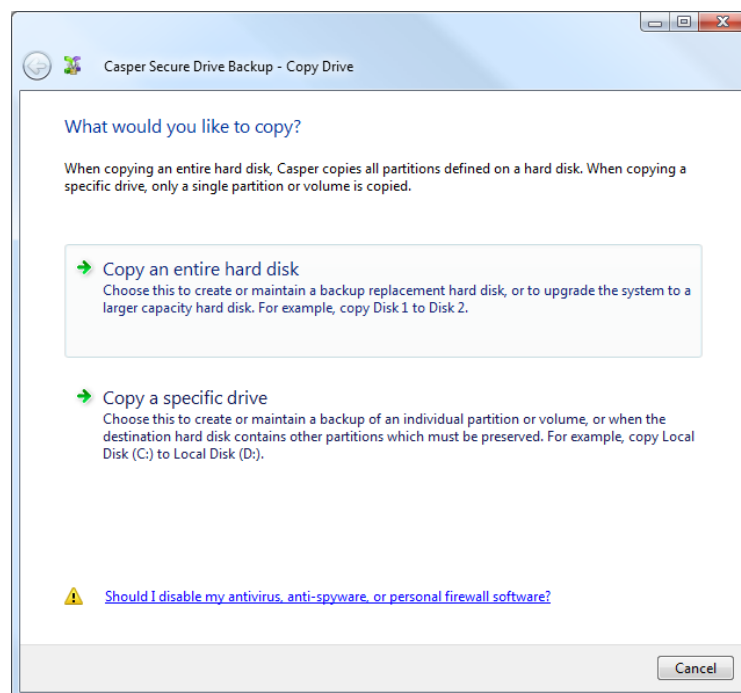 Casper Secure Drive Backup - Copy Drive
What would you like to copy?
When copying an entire hard disk, Casper copies all partitions defined on a hard disk. When copying a
specific drive, only a single partition or volume is copied.
Copy an entire hard disk
Choose this to create or maintain a backup replacement hard disk, or to upgrade the system to a
larger capacity hard disk. For example, copy Disk 1 to Disk 2.
Copy a specific drive
Choose this to create or maintain a backup of an individual partition or volume, or when the
destination hard disk contains other partitions which must be preserved. For example, copy Local
Disk (C:) to Local Disk (D:).
Should I disable my antivirus, anti-spyware, or personal firewall software?
Cancel